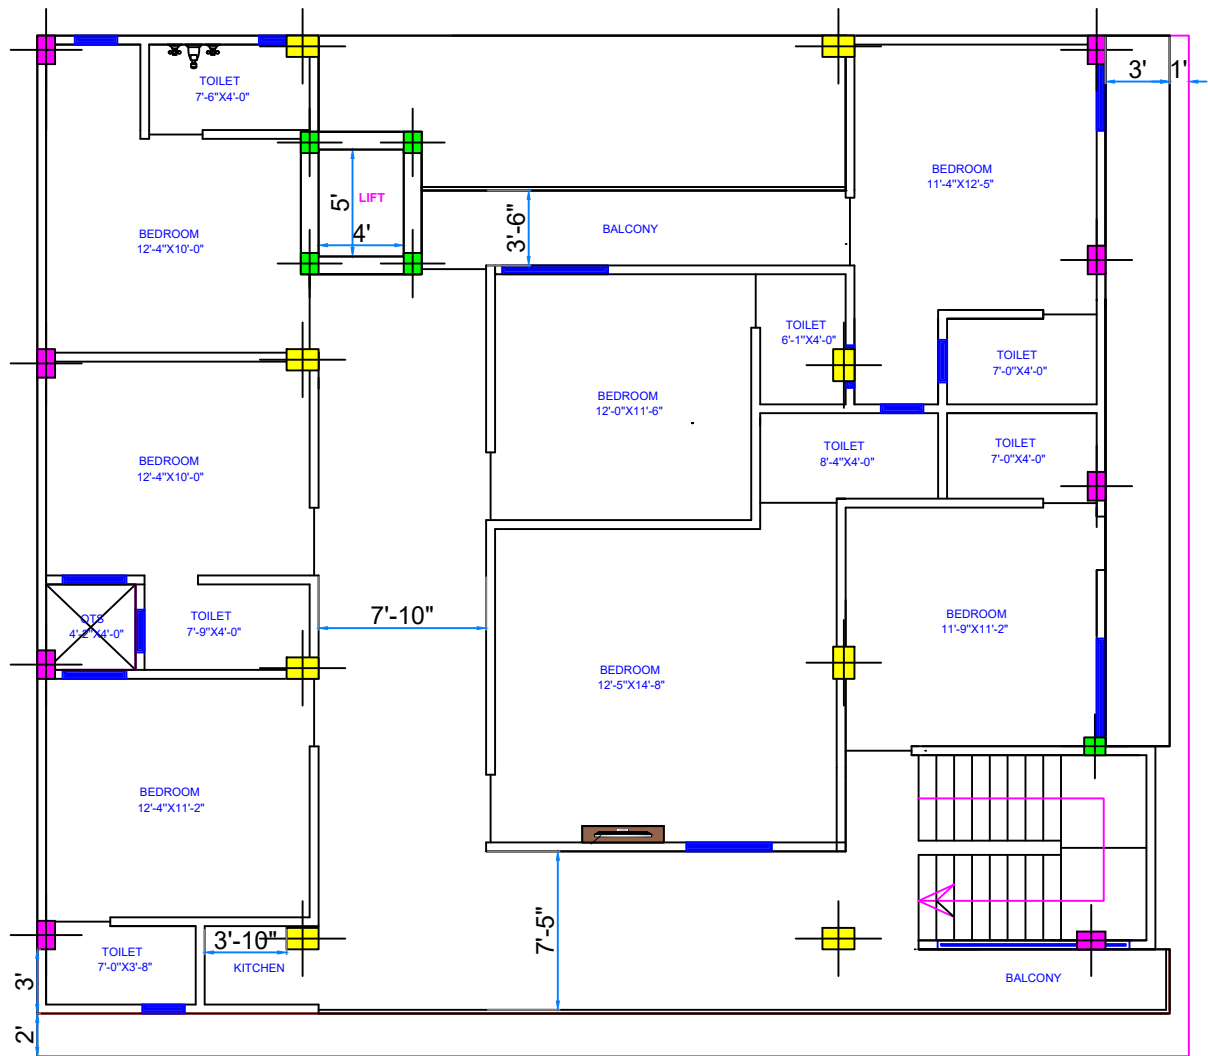 3'
1'
TOILET
7'-6"X4'-0"
BEDROOM
11'-4"X12'-5"
LIFT
5'
4'
3'-6"
BALCONY
BEDROOM
12'-4"X10'-0"
TOILET
6'-1"X4'-0"
TOILET
7'-0"X4'-0"
BEDROOM
12'-0"X11'-6"
TOILET
8'-4"X4'-0"
TOILET
7'-0"X4'-0"
BEDROOM
12'-4"X10'-0"
OTS
4'-2"X4'-0"
TOILET
7'-9"X4'-0"
7'-10"
BEDROOM
11'-9"X11'-2"
BEDROOM
12'-5"X14'-8"
BEDROOM
12'-4"X11'-2"
7'-5"
TOILET
7'-0"X3'-8"
3'-10"
KITCHEN
BALCONY
3'
2'